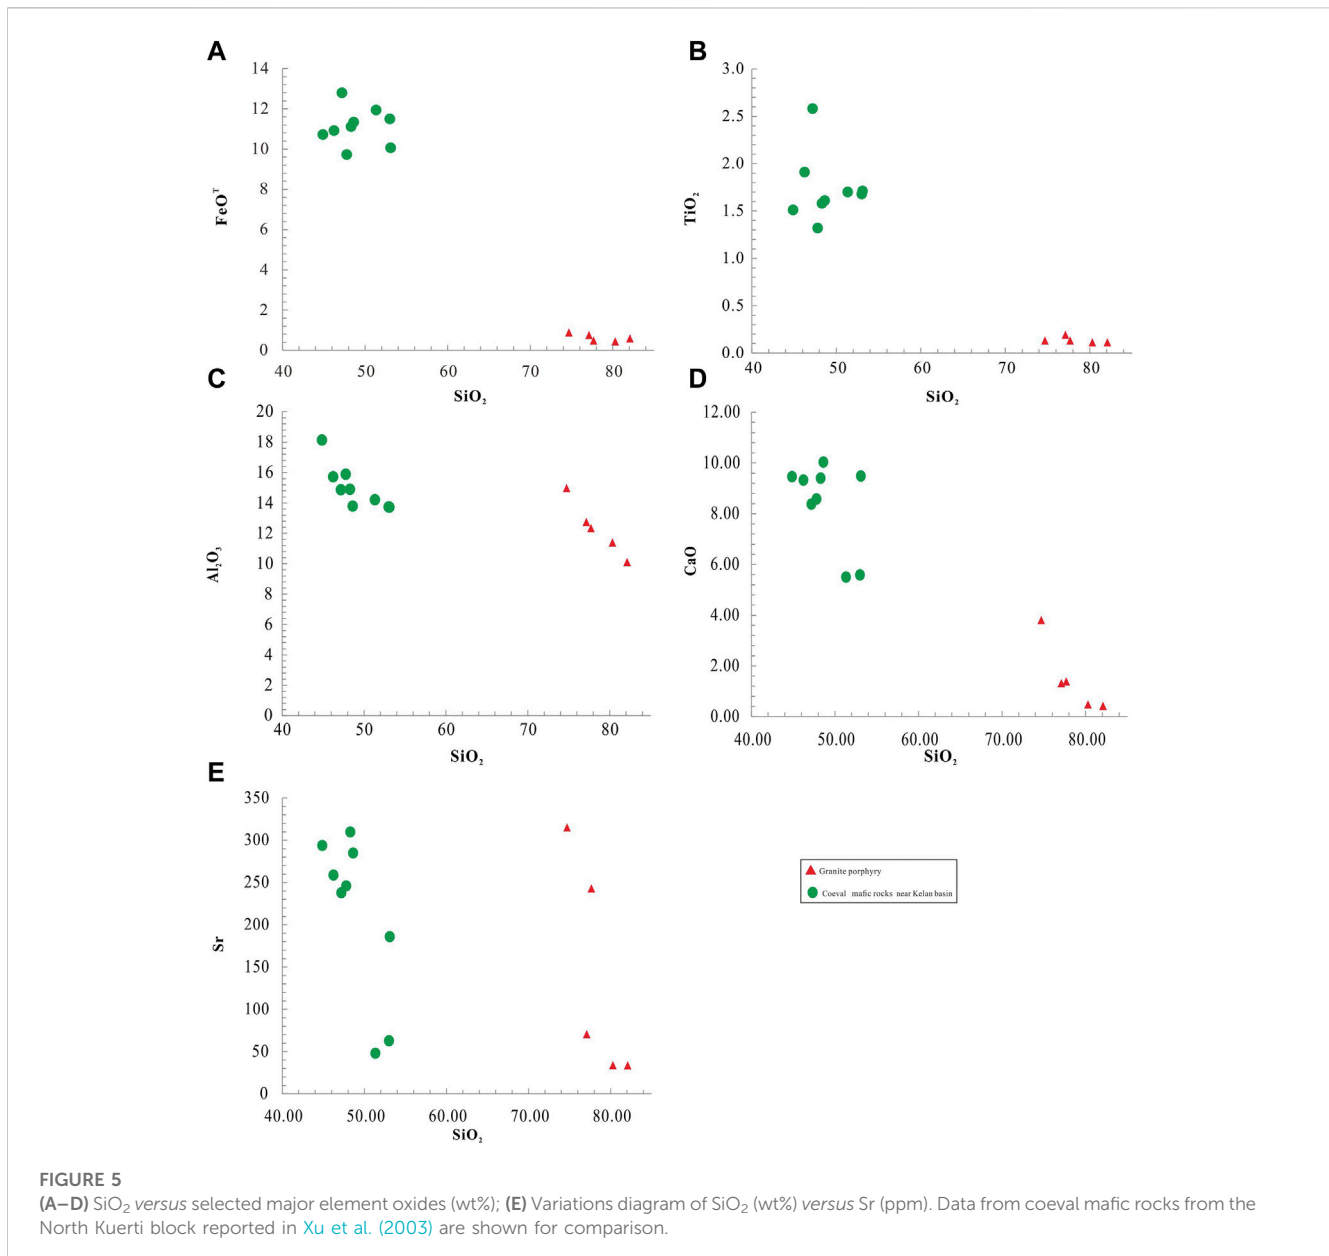 A
14
12
10
8
6
4
2
0
FeOᵀ
40 50 60 70 80
SiO₂
B
3.0
2.5
2.0
1.5
1.0
0.5
0.0
TiO₂
40 50 60 70 80
SiO₂
C
20
18
16
14
12
10
8
6
4
2
0
Al₂O₃
40 50 60 70 80
SiO₂
D
12.00
10.00
8.00
6.00
4.00
2.00
0.00
CaO
40.00 50.00 60.00 70.00 80.00
SiO₂
E
350
300
250
200
150
100
50
0
Sr
40.00 50.00 60.00 70.00 80.00
SiO₂
Granite porphyry
Coeval mafic rocks near Kelan basin
FIGURE 5
(A–D) SiO₂ versus selected major element oxides (wt%); (E) Variations diagram of SiO₂ (wt%) versus Sr (ppm). Data from coeval mafic rocks from the
North Kuerti block reported in Xu et al. (2003) are shown for comparison.